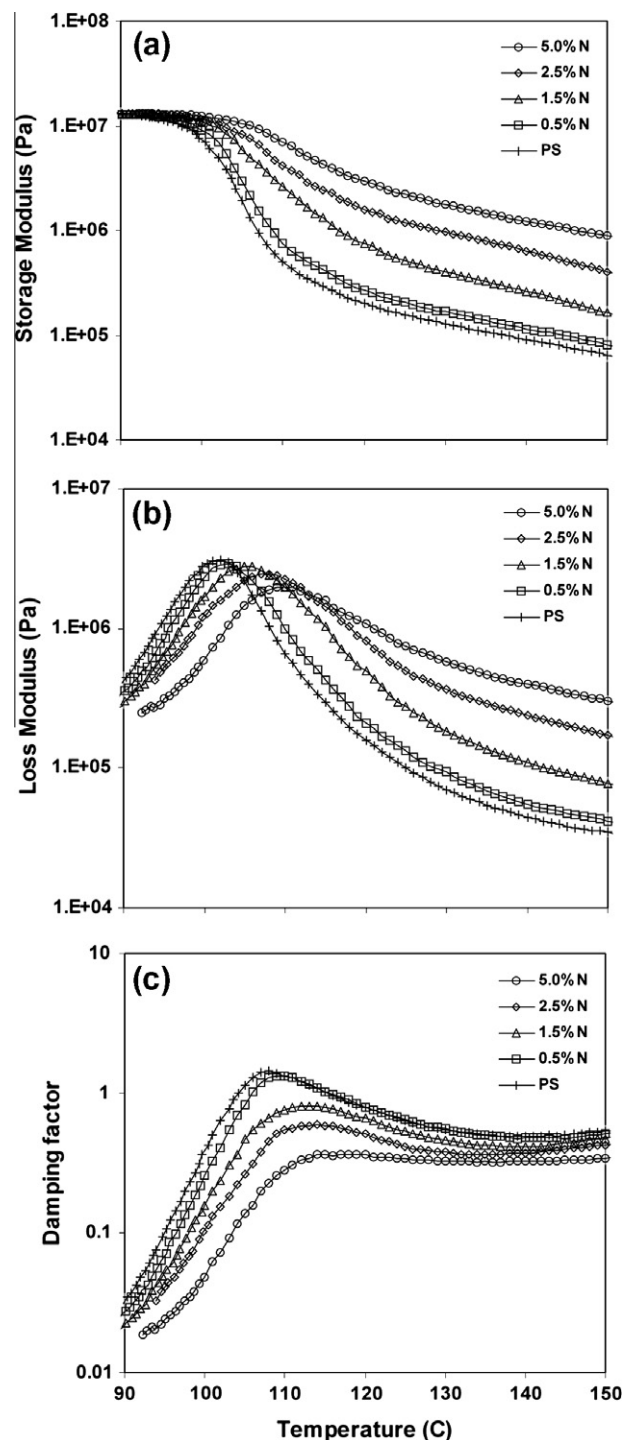 (a)
1.E+08
1.E+07
1.E+06
1.E+05
1.E+04
Storage Modulus (Pa)
5.0% N
2.5% N
1.5% N
0.5% N
PS
(b)
1.E+07
1.E+06
1.E+05
1.E+04
Loss Modulus (Pa)
5.0% N
2.5% N
1.5% N
0.5% N
PS
(c)
10
1
0.1
0.01
Damping factor
5.0% N
2.5% N
1.5% N
0.5% N
PS
90 100 110 120 130 140 150
Temperature (C)